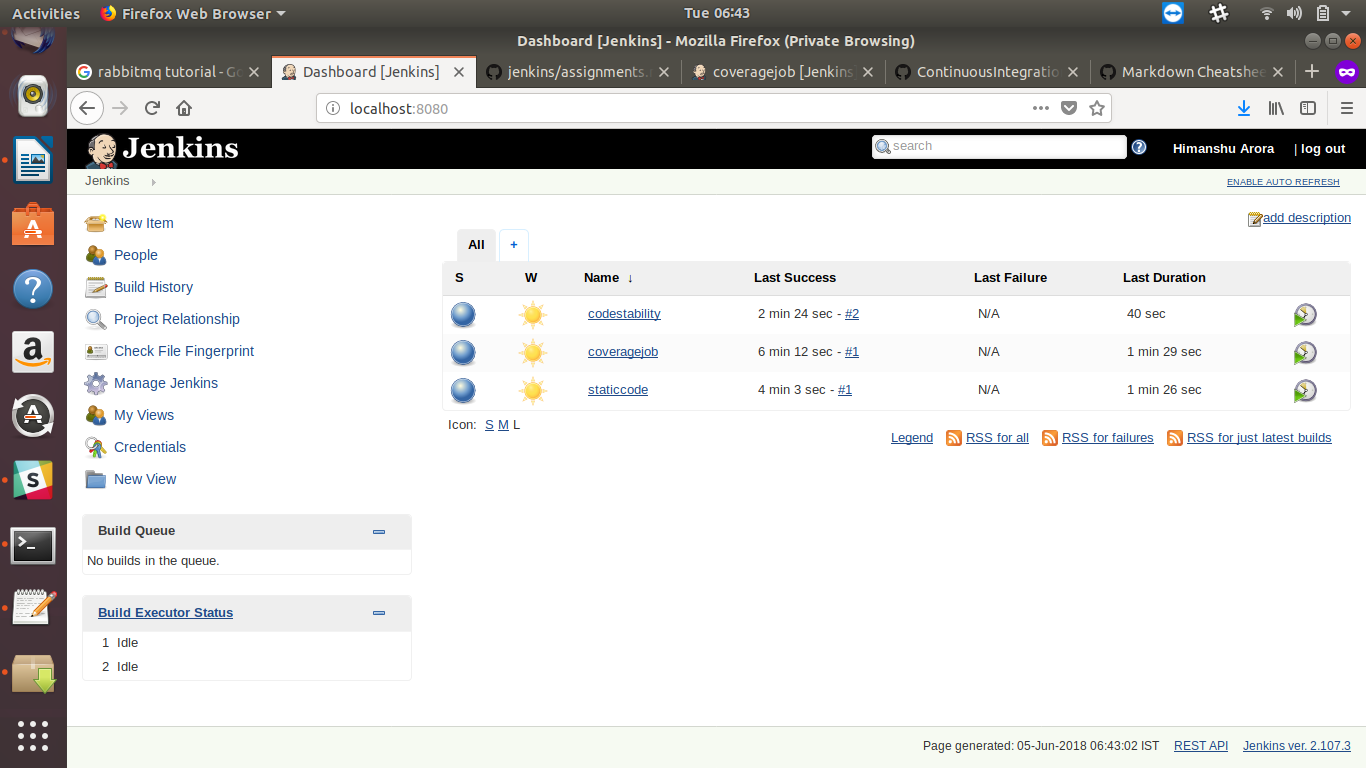 Activities Firefox Web Browser Tue 06:43
Dashboard [Jenkins] - Mozilla Firefox (Private Browsing)
rabbitmq tutorial - Go Dashboard [Jenkins] jenkins/assignments. coveragejob [Jenkins] ContinuousIntegratio Markdown Cheatshee
localhost:8080
Jenkins search Himanshu Arora | log out
Jenkins ENABLE AUTO REFRESH
add description
New Item
People
Build History
Project Relationship
Check File Fingerprint
Manage Jenkins
My Views
Credentials
New View
All +
S W Name ↓ Last Success Last Failure Last Duration
codestability 2 min 24 sec - #2 N/A 40 sec
coveragejob 6 min 12 sec - #1 N/A 1 min 29 sec
staticcode 4 min 3 sec - #1 N/A 1 min 26 sec
Icon: S M L
Legend RSS for all RSS for failures RSS for just latest builds
Build Queue
No builds in the queue.
Build Executor Status
1 Idle
2 Idle
Page generated: 05-Jun-2018 06:43:02 IST REST API Jenkins ver. 2.107.3